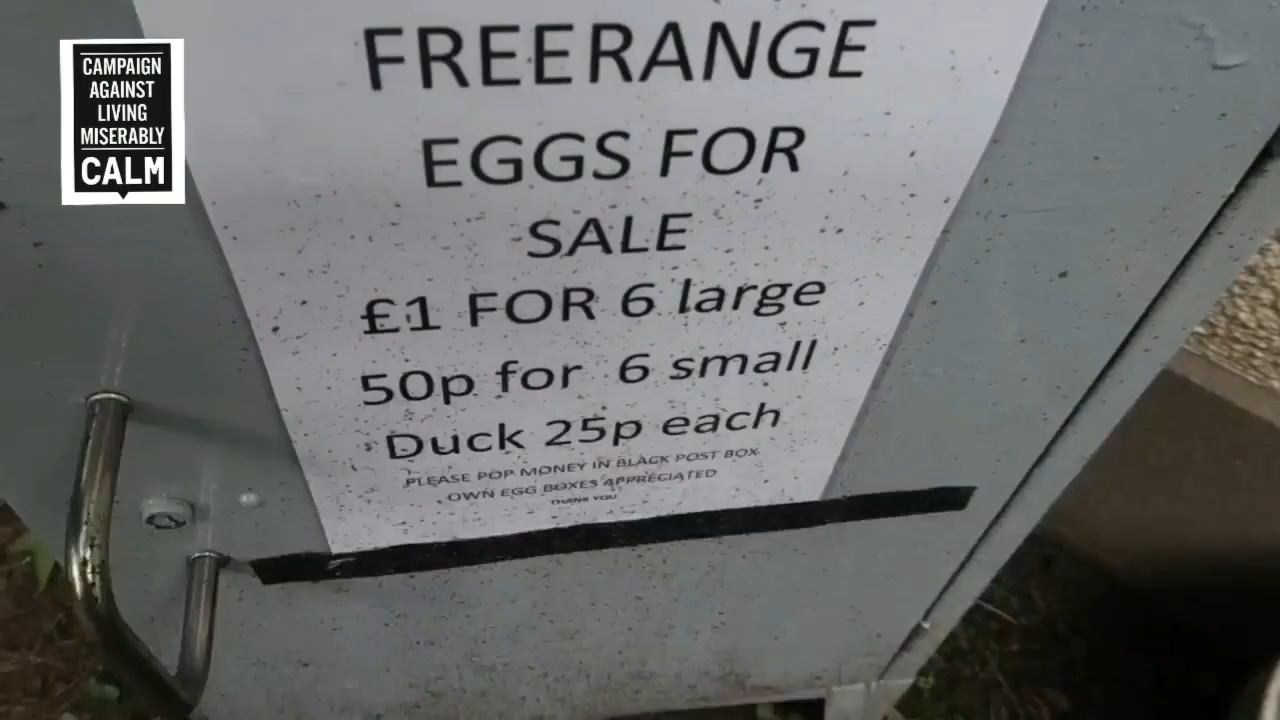 CAMPAIGN
AGAINST
LIVING
MISERABLY
CALM
FREERANGE
EGGS FOR
SALE
£1 FOR 6 large
50p for 6 small
Duck 25p each
PLEASE POP MONEY IN BLACK POST BOX
OWN EGG BOXES APPRECIATED
THANK YOU